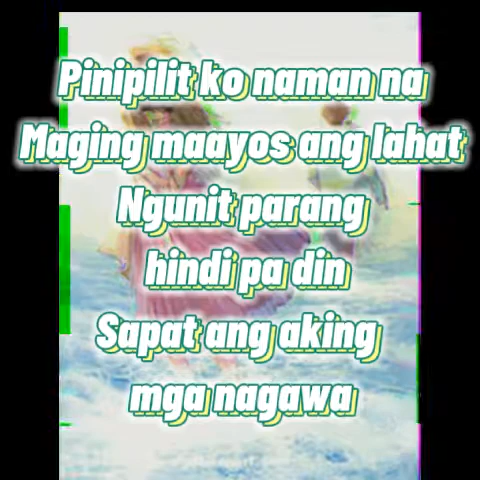 Pinipilit ko naman na
Maging maayos ang lahat
Ngunit parang
hindi pa din
Sapat ang aking
mga nagawa